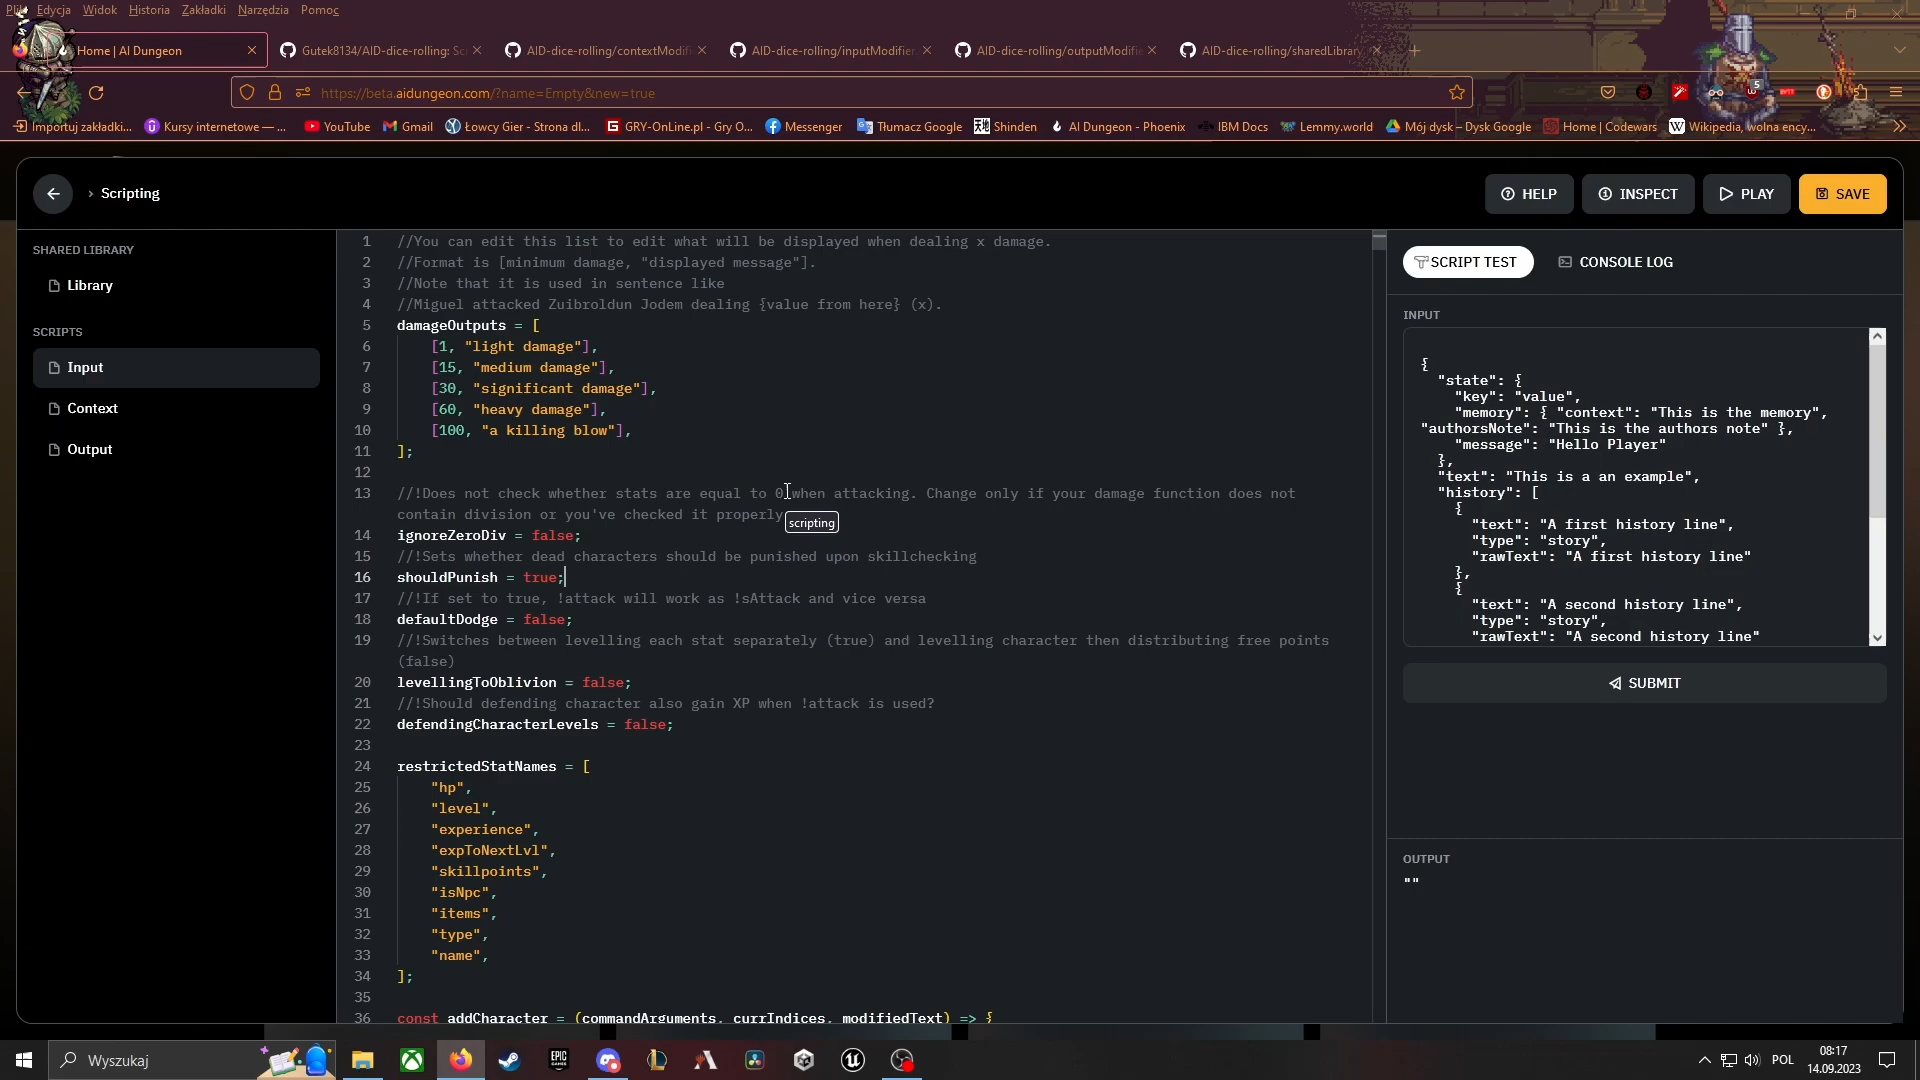 Plik Edycja Widok Historia Zakładki Narzędzia Pomoc
Home | AI Dungeon
Gutek8134/AID-dice-rolling: Sc
AID-dice-rolling/contextModifi
AID-dice-rolling/inputModifier.
AID-dice-rolling/outputModifie
AID-dice-rolling/sharedLibrary.
https://beta.aidungeon.com/?name=Empty&new=true
5
Importuj zakładki...
Kursy internetowe — ...
YouTube
Gmail
Łowcy Gier - Strona dl...
GRY-OnLine.pl - Gry O...
Messenger
Tłumacz Google
Shinden
AI Dungeon - Phoenix
IBM Docs
Lemmy.world
Mój dysk – Dysk Google
Home | Codewars
Wikipedia, wolna ency...
Scripting
HELP
INSPECT
PLAY
SAVE
SHARED LIBRARY
Library
SCRIPTS
Input
Context
Output
1 //You can edit this list to edit what will be displayed when dealing x damage.
2 //Format is [minimum damage, "displayed message"].
3 //Note that it is used in sentence like
4 //Miguel attacked Zuibroldun Jodem dealing {value from here} (x).
5 damageOutputs = [
6 [1, "light damage"],
7 [15, "medium damage"],
8 [30, "significant damage"],
9 [60, "heavy damage"],
10 [100, "a killing blow"],
11 ];
12
13 //!Does not check whether stats are equal to 0 when attacking. Change only if your damage function does not
contain division or you've checked it properly
scripting
14 ignoreZeroDiv = false;
15 //!Sets whether dead characters should be punished upon skillchecking
16 shouldPunish = true;
17 //!If set to true, !attack will work as !sAttack and vice versa
18 defaultDodge = false;
19 //!Switches between levelling each stat separately (true) and levelling character then distributing free points
(false)
20 levellingToOblivion = false;
21 //!Should defending character also gain XP when !attack is used?
22 defendingCharacterLevels = false;
23
24 restrictedStatNames = [
25 "hp",
26 "level",
27 "experience",
28 "expToNextLvl",
29 "skillpoints",
30 "isNpc",
31 "items",
32 "type",
33 "name",
34 ];
35
36 const addCharacter = (commandArguments, currIndices, modifiedText) => {
SCRIPT TEST
CONSOLE LOG
INPUT
{
"state": {
"key": "value",
"memory": { "context": "This is the memory",
"authorsNote": "This is the authors note" },
"message": "Hello Player"
},
"text": "This is a an example",
"history": [
{
"text": "A first history line",
"type": "story",
"rawText": "A first history line"
},
{
"text": "A second history line",
"type": "story",
"rawText": "A second history line"
SUBMIT
OUTPUT
""
Wyszukaj
EPIC GAMES
POL
08:17
14.09.2023